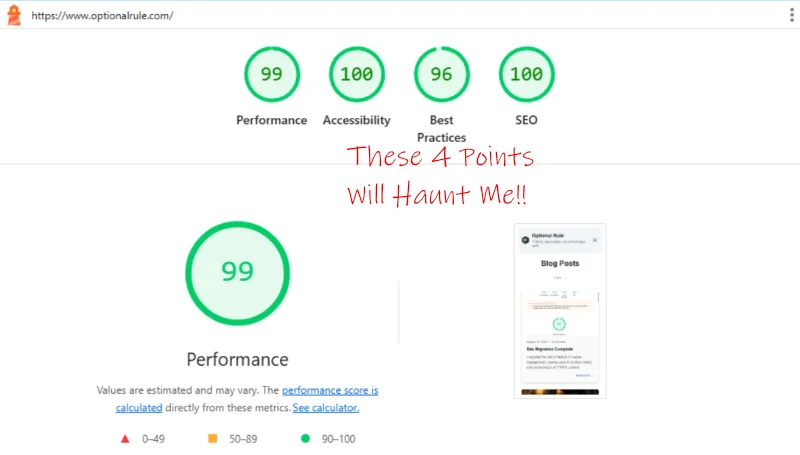 https://www.optionalrule.com/
99
100
96
100
Performance
Accessibility
Best
Practices
SEO
These 4 Points
Will Haunt Me!!
99
Performance
Values are estimated and may vary. The performance score is
calculated directly from these metrics. See calculator.
0–49
50–89
90–100
Optional Rule
Blog Posts
Site Migration Complete